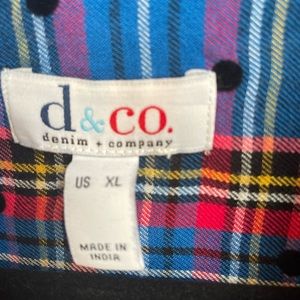 d&co.
denim + company
US XL
MADE IN
INDIA